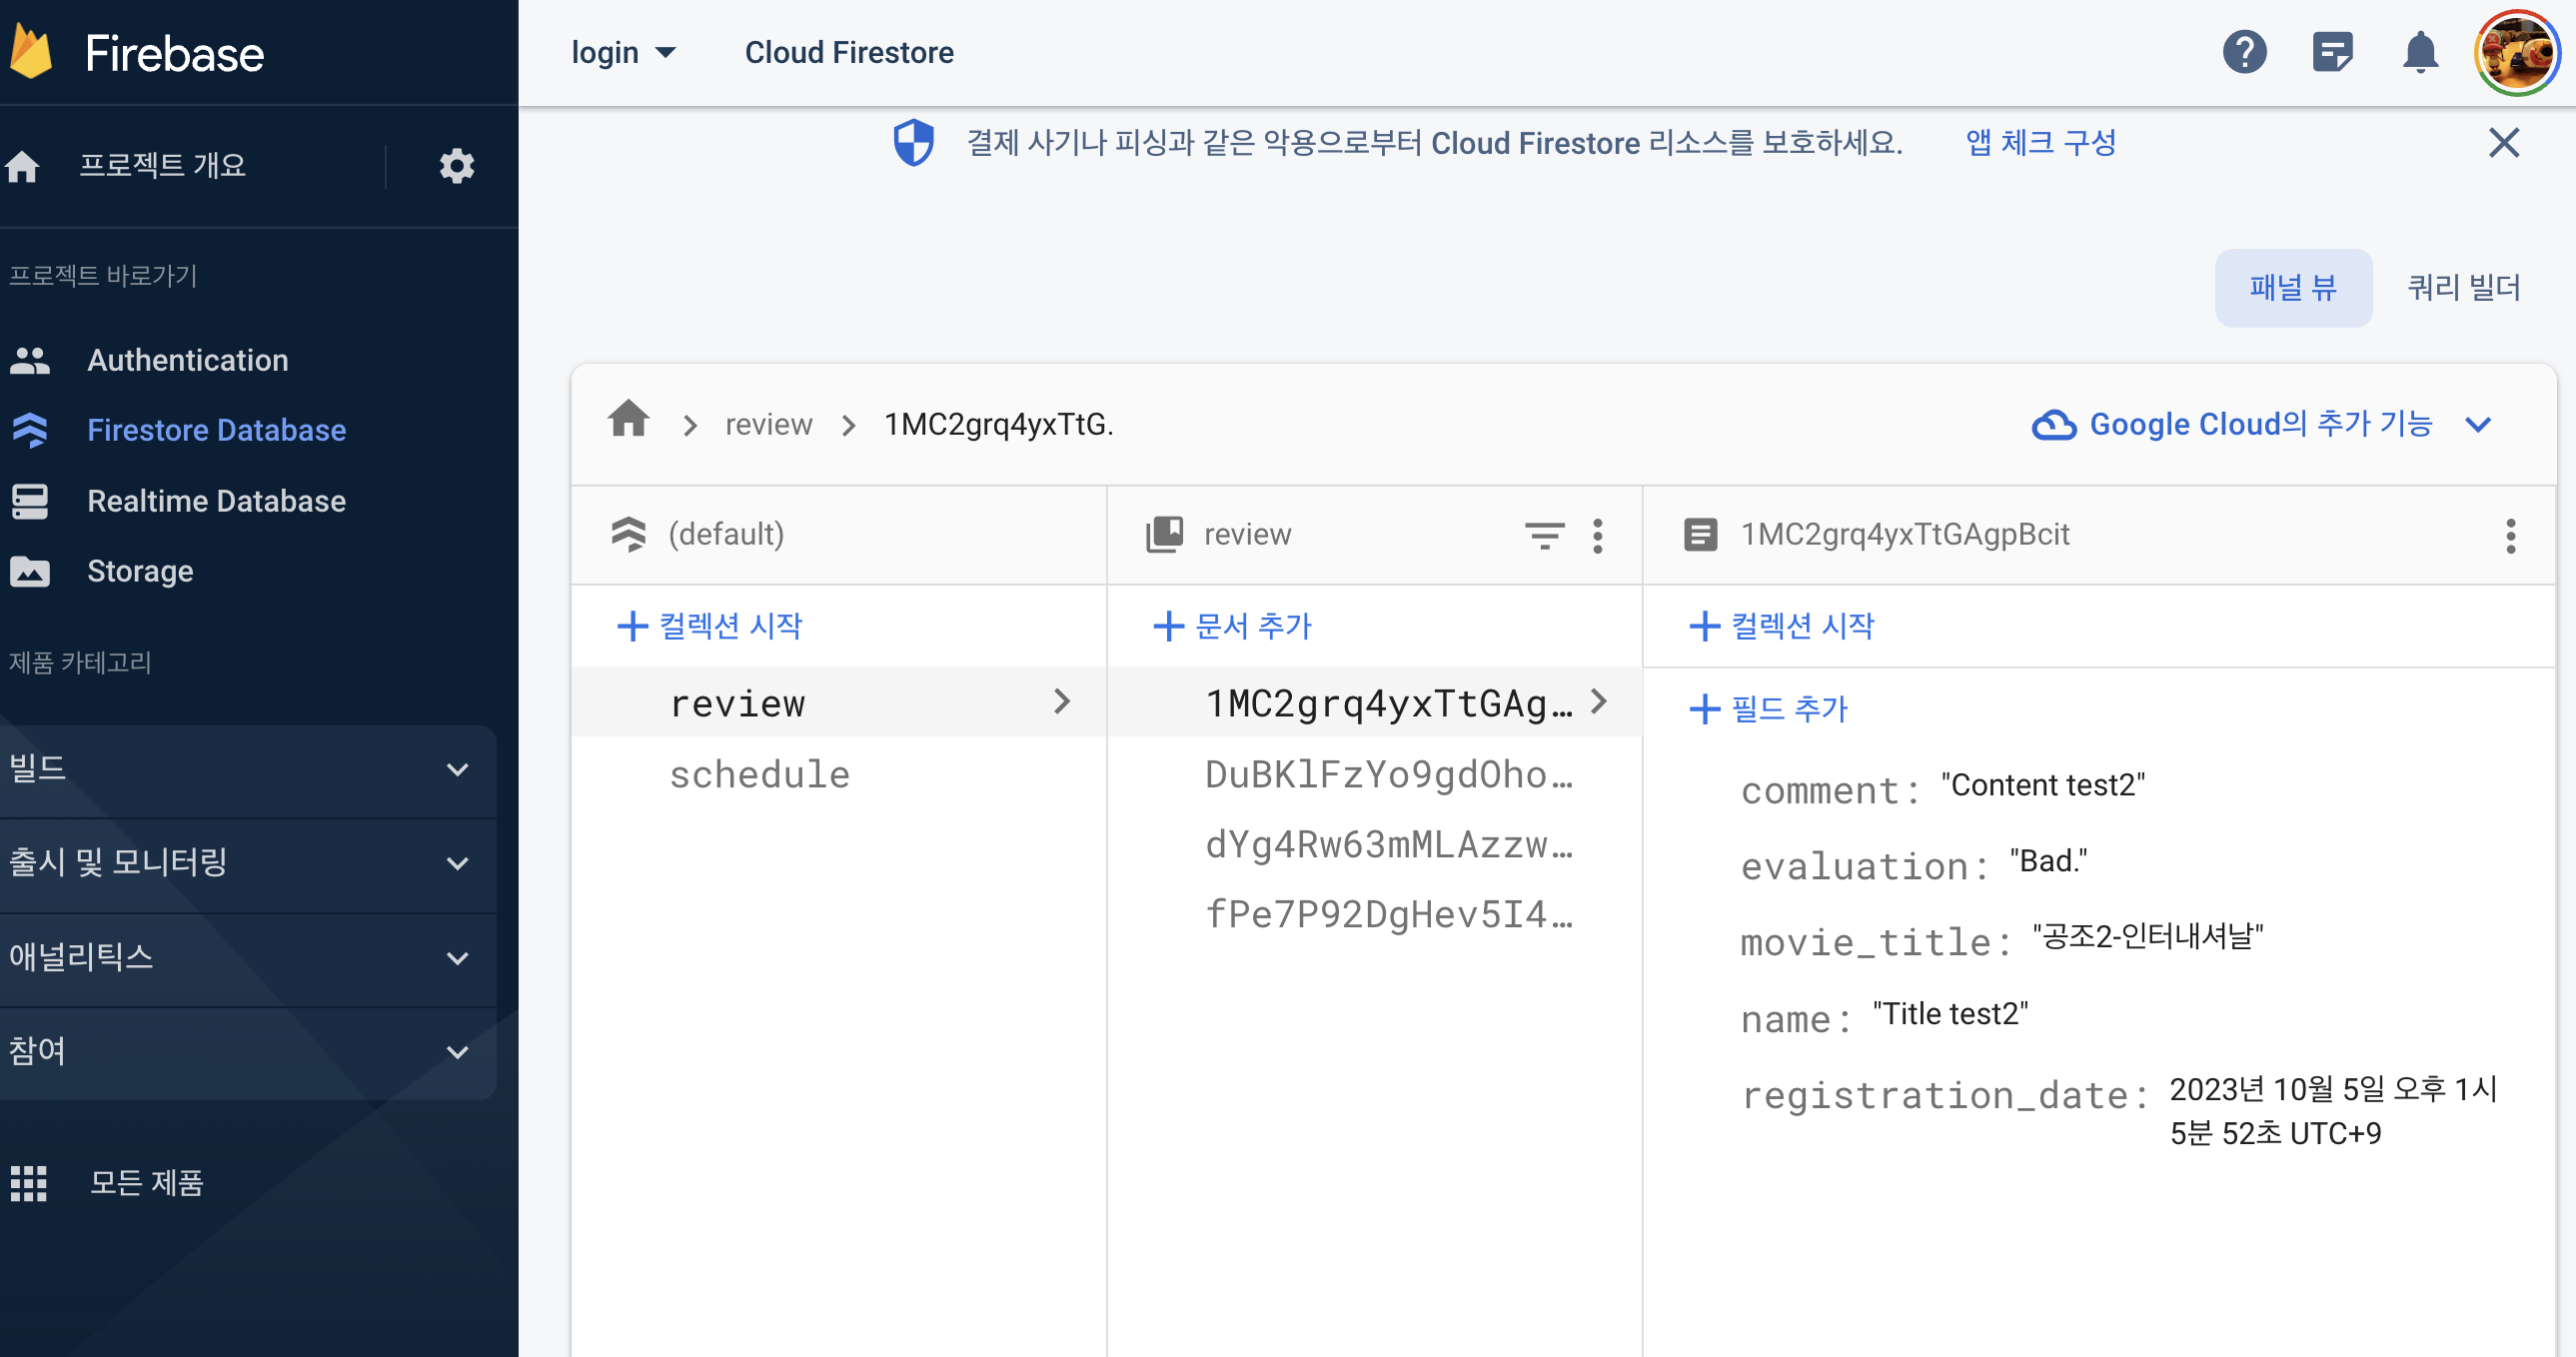 Firebase
프로젝트 개요
프로젝트 바로가기
Authentication
Firestore Database
Realtime Database
Storage
제품 카테고리
빌드
출시 및 모니터링
애널리틱스
참여
모든 제품
login
Cloud Firestore
결제 사기나 피싱과 같은 악용으로부터 Cloud Firestore 리소스를 보호하세요. 앱 체크 구성
패널 뷰 쿼리 빌더
review 1MC2grq4yxTtG.
Google Cloud의 추가 기능
(default)
컬렉션 시작
review
schedule
review
문서 추가
1MC2grq4yxTtGAg…
DuBKlFzYo9gdOho…
dYg4Rw63mMLAzzw…
fPe7P92DgHev5I4…
1MC2grq4yxTtGAgpBcit
컬렉션 시작
필드 추가
comment: "Content test2"
evaluation: "Bad."
movie_title: "공조2-인터내셔날"
name: "Title test2"
registration_date: 2023년 10월 5일 오후 1시
5분 52초 UTC+9